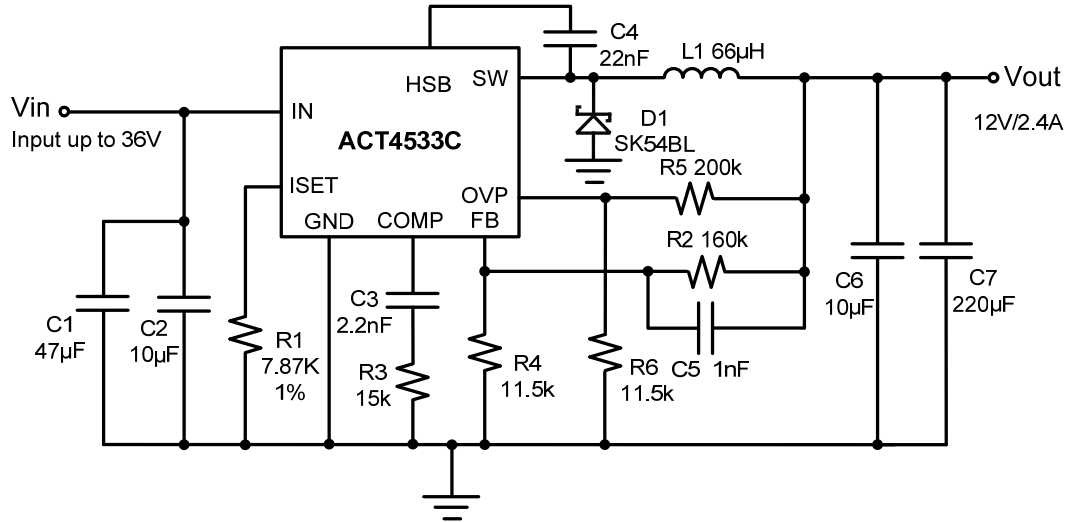 C4
22nF
L1 66µH
HSB
SW
Vout
Vin
IN
D1
12V/2.4A
Input up to 36V
ACT4533C
SK54BL
R5 200k
ISET
OVP
GND
COMP
FB
R2 160k
C3
2.2nF
C6
10µF
C7
220µF
C1
47µF
C2
10µF
R1
7.87K
1%
R4
11.5k
R6
11.5k
C5
1nF
R3
15k